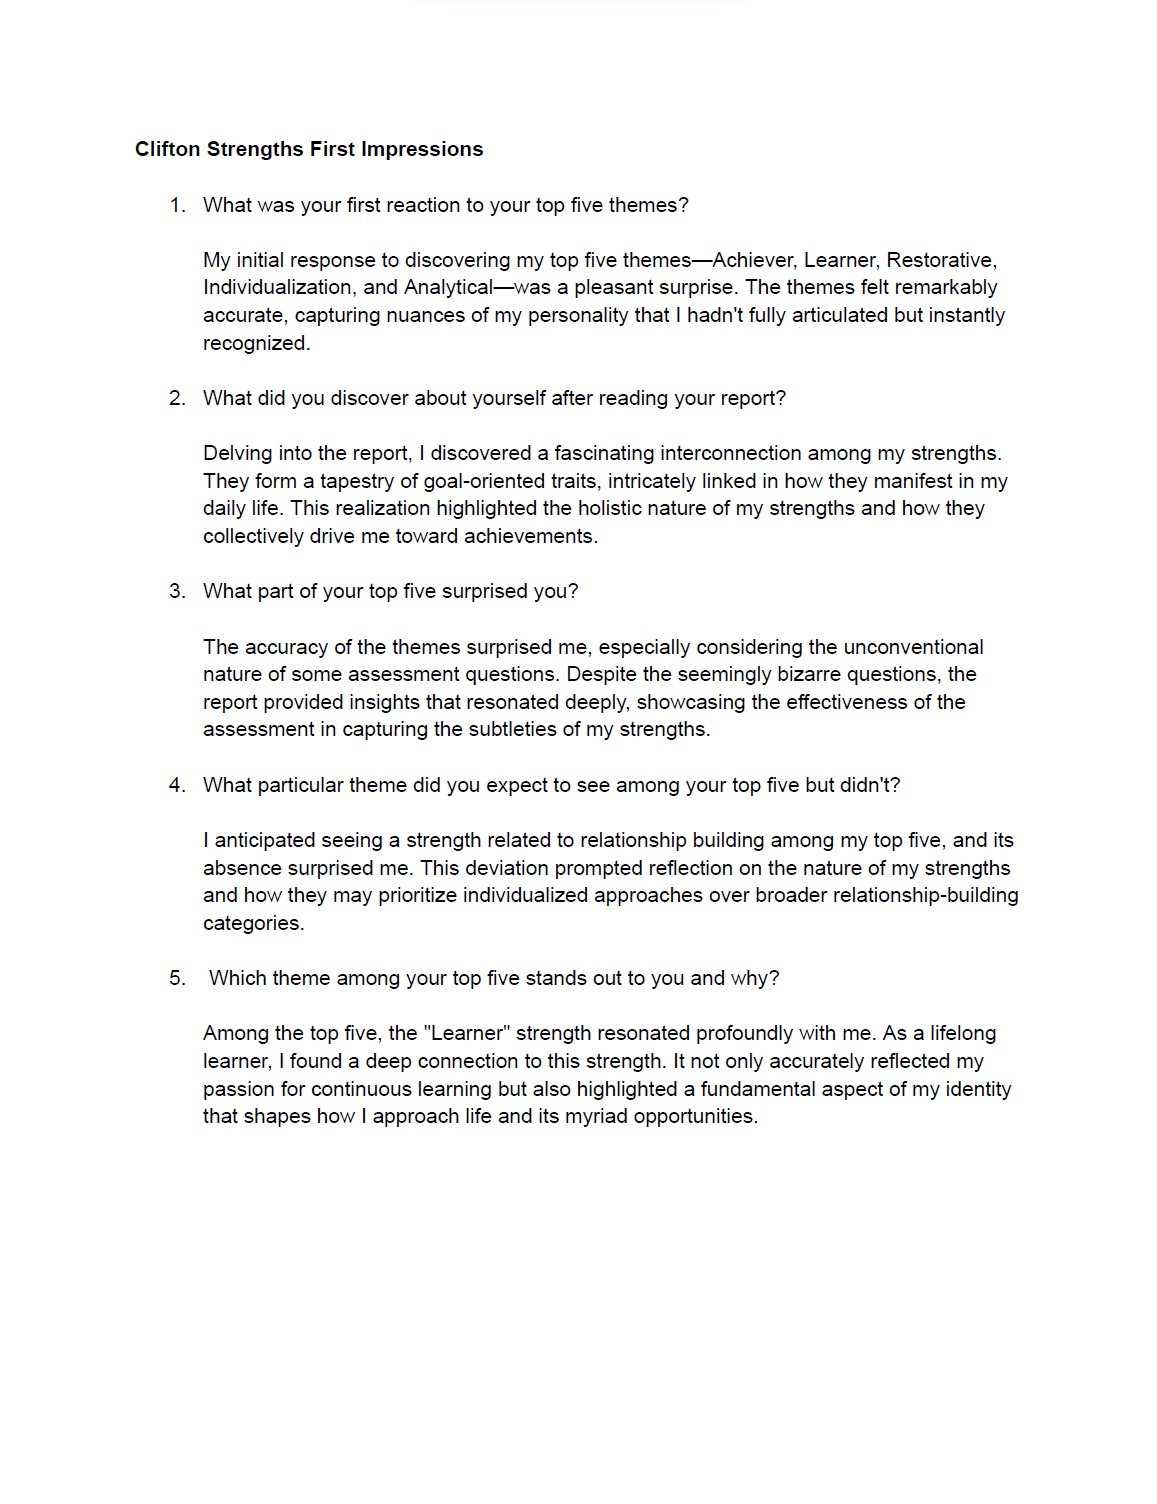 Clifton Strengths First Impressions
1. What was your first reaction to your top five themes?
My initial response to discovering my top five themes—Achiever, Learner, Restorative,
Individualization, and Analytical—was a pleasant surprise. The themes felt remarkably
accurate, capturing nuances of my personality that I hadn't fully articulated but instantly
recognized.
2. What did you discover about yourself after reading your report?
Delving into the report, I discovered a fascinating interconnection among my strengths.
They form a tapestry of goal-oriented traits, intricately linked in how they manifest in my
daily life. This realization highlighted the holistic nature of my strengths and how they
collectively drive me toward achievements.
3. What part of your top five surprised you?
The accuracy of the themes surprised me, especially considering the unconventional
nature of some assessment questions. Despite the seemingly bizarre questions, the
report provided insights that resonated deeply, showcasing the effectiveness of the
assessment in capturing the subtleties of my strengths.
4. What particular theme did you expect to see among your top five but didn't?
I anticipated seeing a strength related to relationship building among my top five, and its
absence surprised me. This deviation prompted reflection on the nature of my strengths
and how they may prioritize individualized approaches over broader relationship-building
categories.
5. Which theme among your top five stands out to you and why?
Among the top five, the "Learner" strength resonated profoundly with me. As a lifelong
learner, I found a deep connection to this strength. It not only accurately reflected my
passion for continuous learning but also highlighted a fundamental aspect of my identity
that shapes how I approach life and its myriad opportunities.